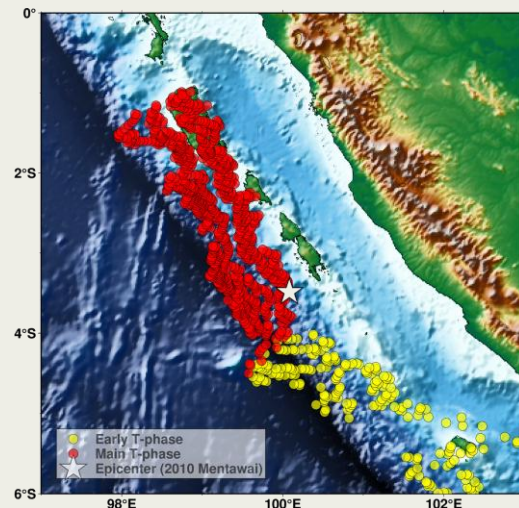 0°
2°S
4°S
6°S
Early T-phase
Main T-phase
Epicenter (2010 Mentawai)
98°E
100°E
102°E